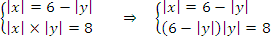 {|x| = 6 − |y|   ⇒   {|x| = 6 − |y|
{|x| × |y| = 8         {(6 − |y|)|y| = 8